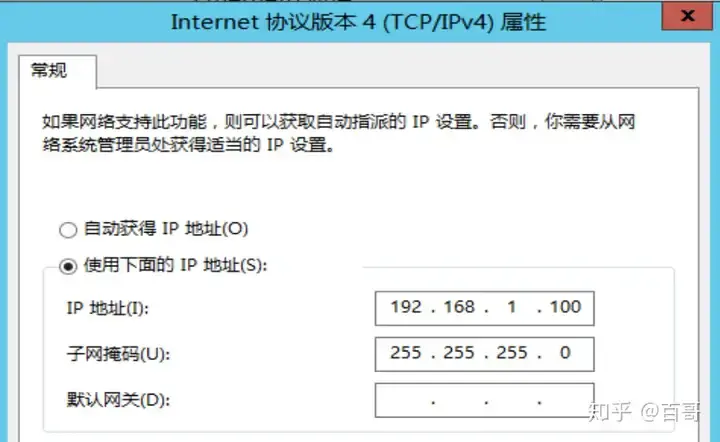 Internet 协议版本 4 (TCP/IPv4) 属性
×
常规
如果网络支持此功能，则可以获取自动指派的 IP 设置。否则，你需要从网
络系统管理员处获得适当的 IP 设置。
自动获得 IP 地址(O)
使用下面的 IP 地址(S):
IP 地址(I): 192 . 168 . 1 . 100
子网掩码(U): 255 . 255 . 255 . 0
默认网关(D): . . .
知乎 @百哥